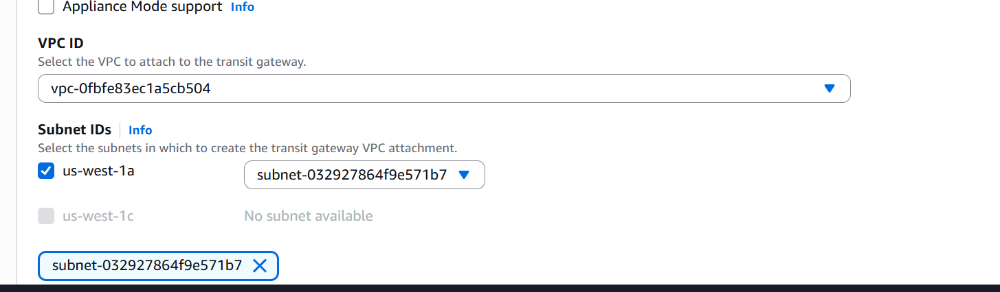 Appliance Mode support Info
VPC ID
Select the VPC to attach to the transit gateway.
vpc-0fbfe83ec1a5cb504
Subnet IDs Info
Select the subnets in which to create the transit gateway VPC attachment.
us-west-1a subnet-032927864f9e571b7
us-west-1c No subnet available
subnet-032927864f9e571b7